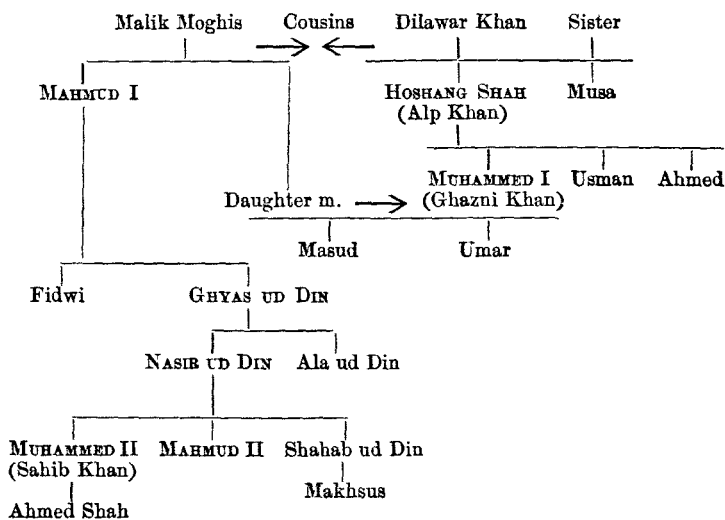 Malik Moghis Cousins Dilawar Khan Sister
MAHMUD I HOSHANG SHAH Musa
(Alp Khan)
MUHAMMED I Usman Ahmed
Daughter m. (Ghazni Khan)
Masud Umar
Fidwi GHYAS UD DIN
NASIR UD DIN Ala ud Din
MUHAMMED II MAHMUD II Shahab ud Din
(Sahib Khan)
Makhsus
Ahmed Shah